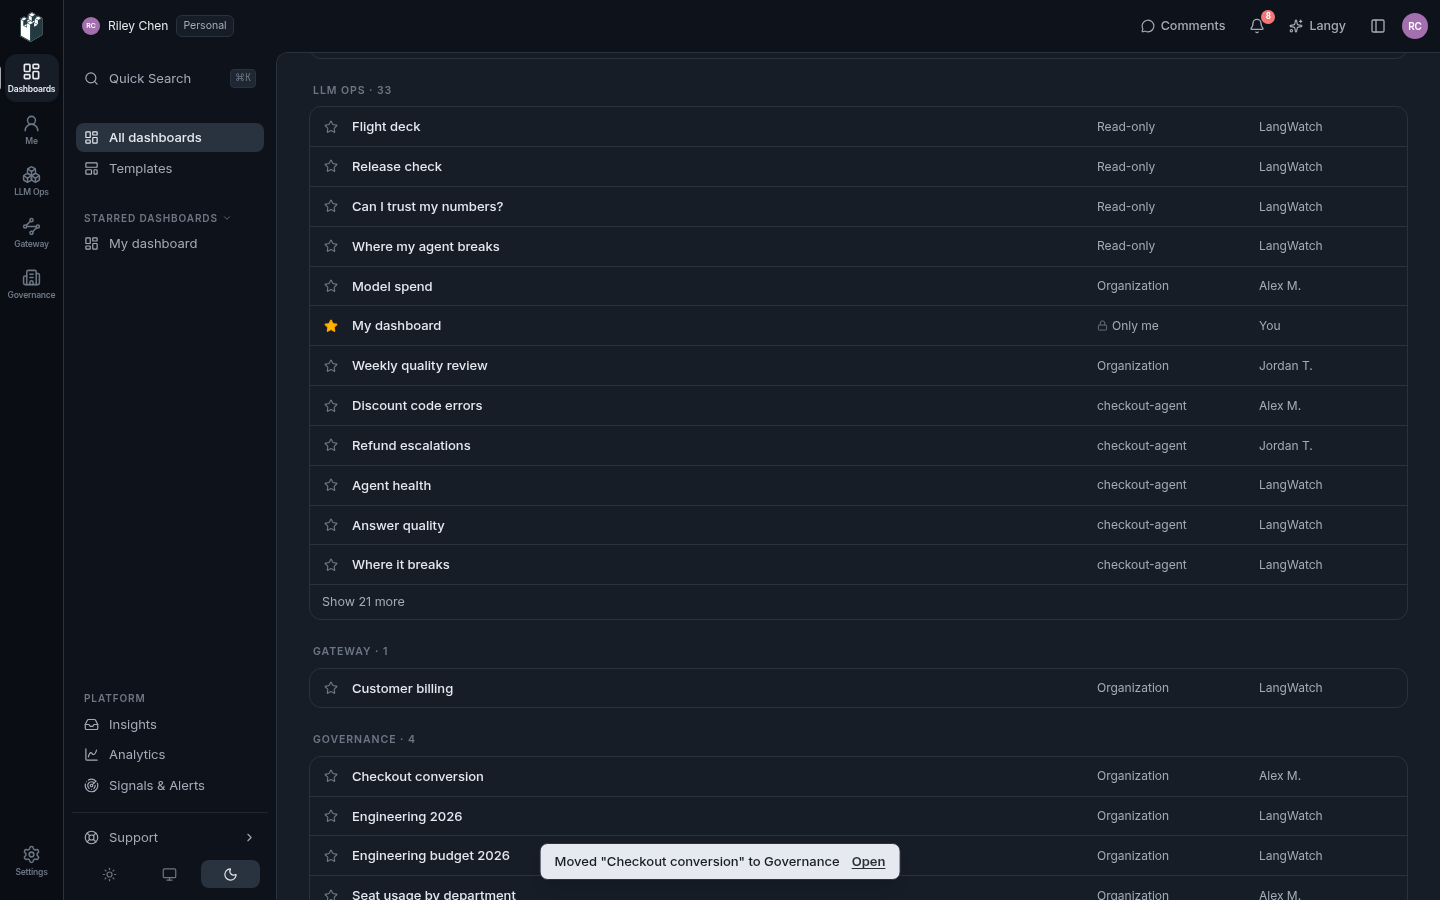 RC Riley Chen Personal
Comments 8 Langy RC
Dashboards
Me
LLM Ops
Gateway
Governance
Settings
Quick Search ⌘K
All dashboards
Templates
STARRED DASHBOARDS
My dashboard
PLATFORM
Insights
Analytics
Signals & Alerts
Support
LLM OPS · 33
Flight deck Read-only LangWatch
Release check Read-only LangWatch
Can I trust my numbers? Read-only LangWatch
Where my agent breaks Read-only LangWatch
Model spend Organization Alex M.
My dashboard Only me You
Weekly quality review Organization Jordan T.
Discount code errors checkout-agent Alex M.
Refund escalations checkout-agent Jordan T.
Agent health checkout-agent LangWatch
Answer quality checkout-agent LangWatch
Where it breaks checkout-agent LangWatch
Show 21 more
GATEWAY · 1
Customer billing Organization LangWatch
GOVERNANCE · 4
Checkout conversion Organization Alex M.
Engineering 2026 Organization LangWatch
Engineering budget 2026 Organization LangWatch
Moved "Checkout conversion" to Governance Open
Seat usage by department Organization Alex M.